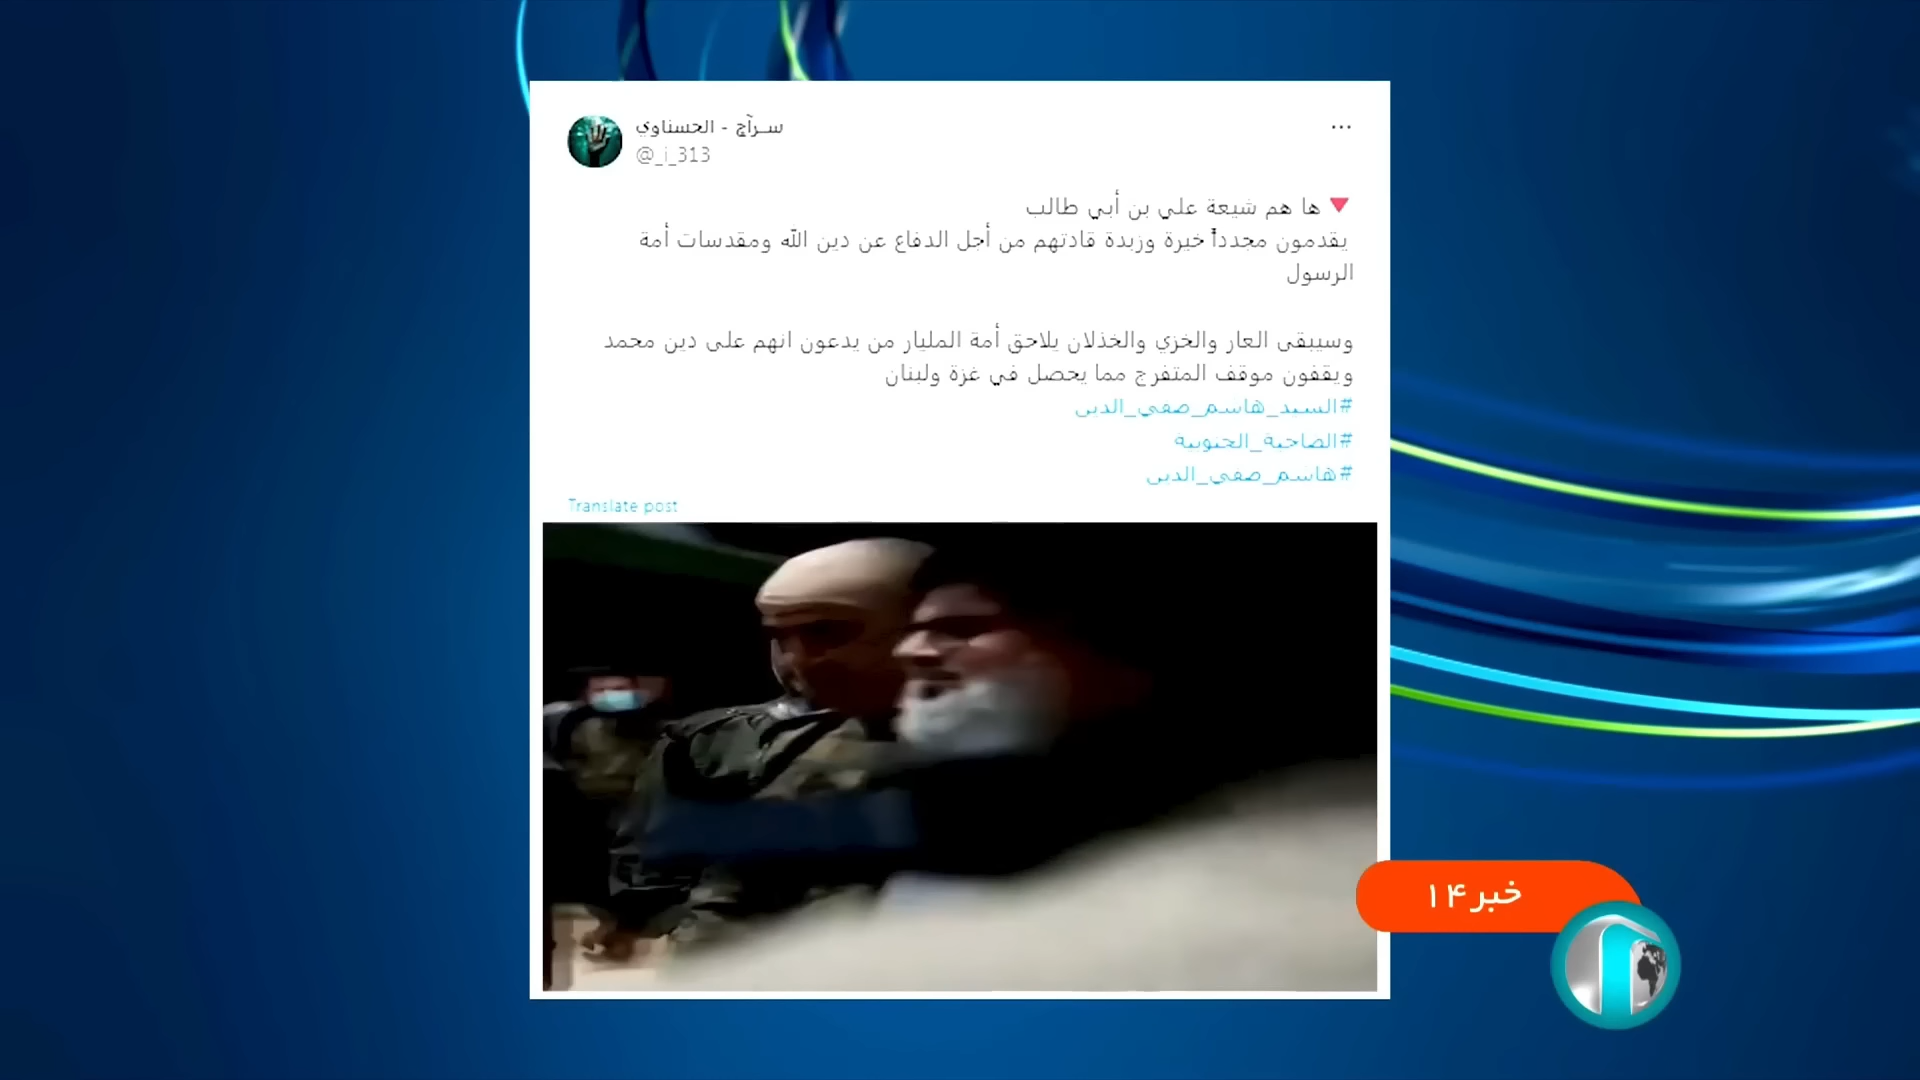 سـرآج - الحسناوي
@_i_313
...
ها هم شيعة علي بن أبي طالب
يقدمون مجدداً خيرة وزبدة قادتهم من أجل الدفاع عن دين الله ومقدسات أمة
الرسول
وسيبقى العار والخزي والخذلان يلاحق أمة المليار من يدعون انهم على دين محمد
ويقفون موقف المتفرج مما يحصل في غزة ولبنان
#السيد_هاسم_صفي_الدين
#الضاحية_الجنوبية
#هاسم_صفي_الدين
Translate post
خبر ۱۴